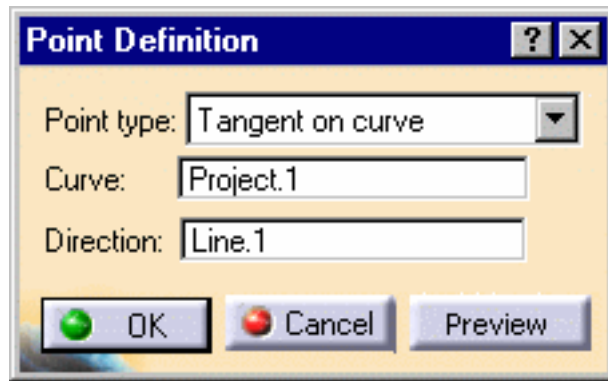 Point Definition ? X
Point type: Tangent on curve
Curve: Project.1
Direction: Line.1
OK Cancel Preview